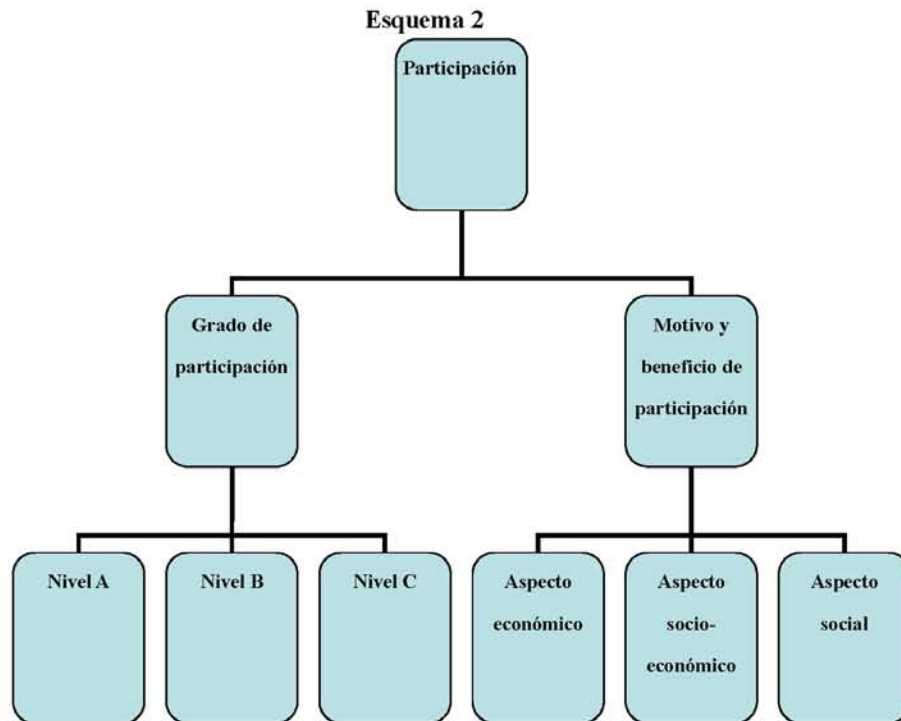 Esquema 2
Participación
Grado de
participación
Motivo y
beneficio de
participación
Nivel A
Nivel B
Nivel C
Aspecto
económico
Aspecto
socio-
económico
Aspecto
social